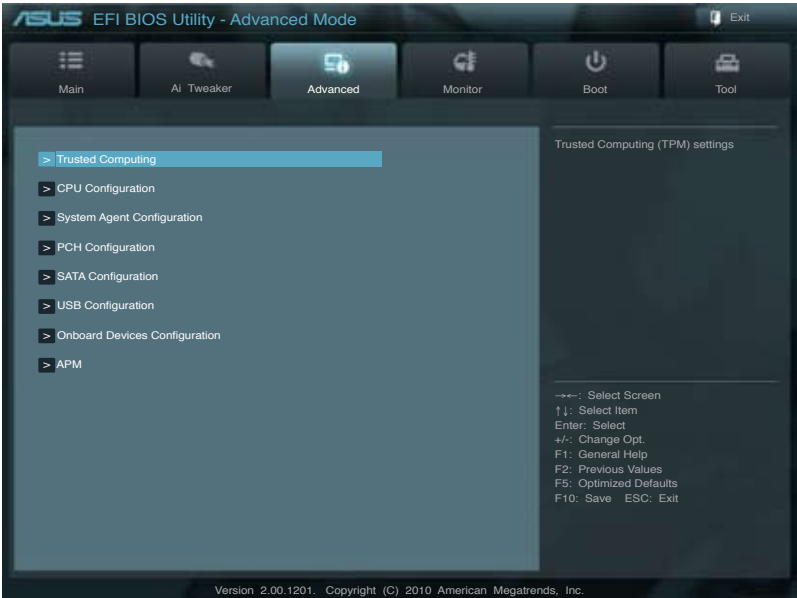 ASUS EFI BIOS Utility - Advanced Mode
Exit
Main
Ai Tweaker
Advanced
Monitor
Boot
Tool
> Trusted Computing
> CPU Configuration
> System Agent Configuration
> PCH Configuration
> SATA Configuration
> USB Configuration
> Onboard Devices Configuration
> APM
Trusted Computing (TPM) settings
→←: Select Screen
↑↓: Select Item
Enter: Select
+/-: Change Opt.
F1: General Help
F2: Previous Values
F5: Optimized Defaults
F10: Save ESC: Exit
Version 2.00.1201. Copyright (C) 2010 American Megatrends, Inc.